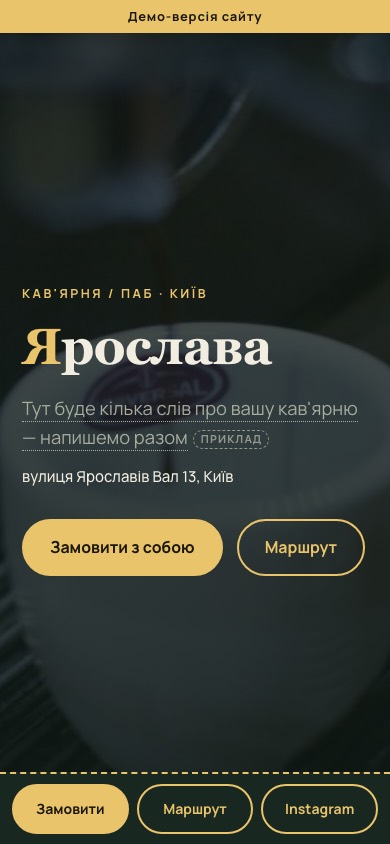 Демо-версія сайту
КАВ'ЯРНЯ / ПАБ · КИЇВ
Ярослава
Тут буде кілька слів про вашу кав'ярню
— напишемо разом ПРИКЛАД
вулиця Ярославів Вал 13, Київ
Замовити з собою
Маршрут
Замовити
Маршрут
Instagram